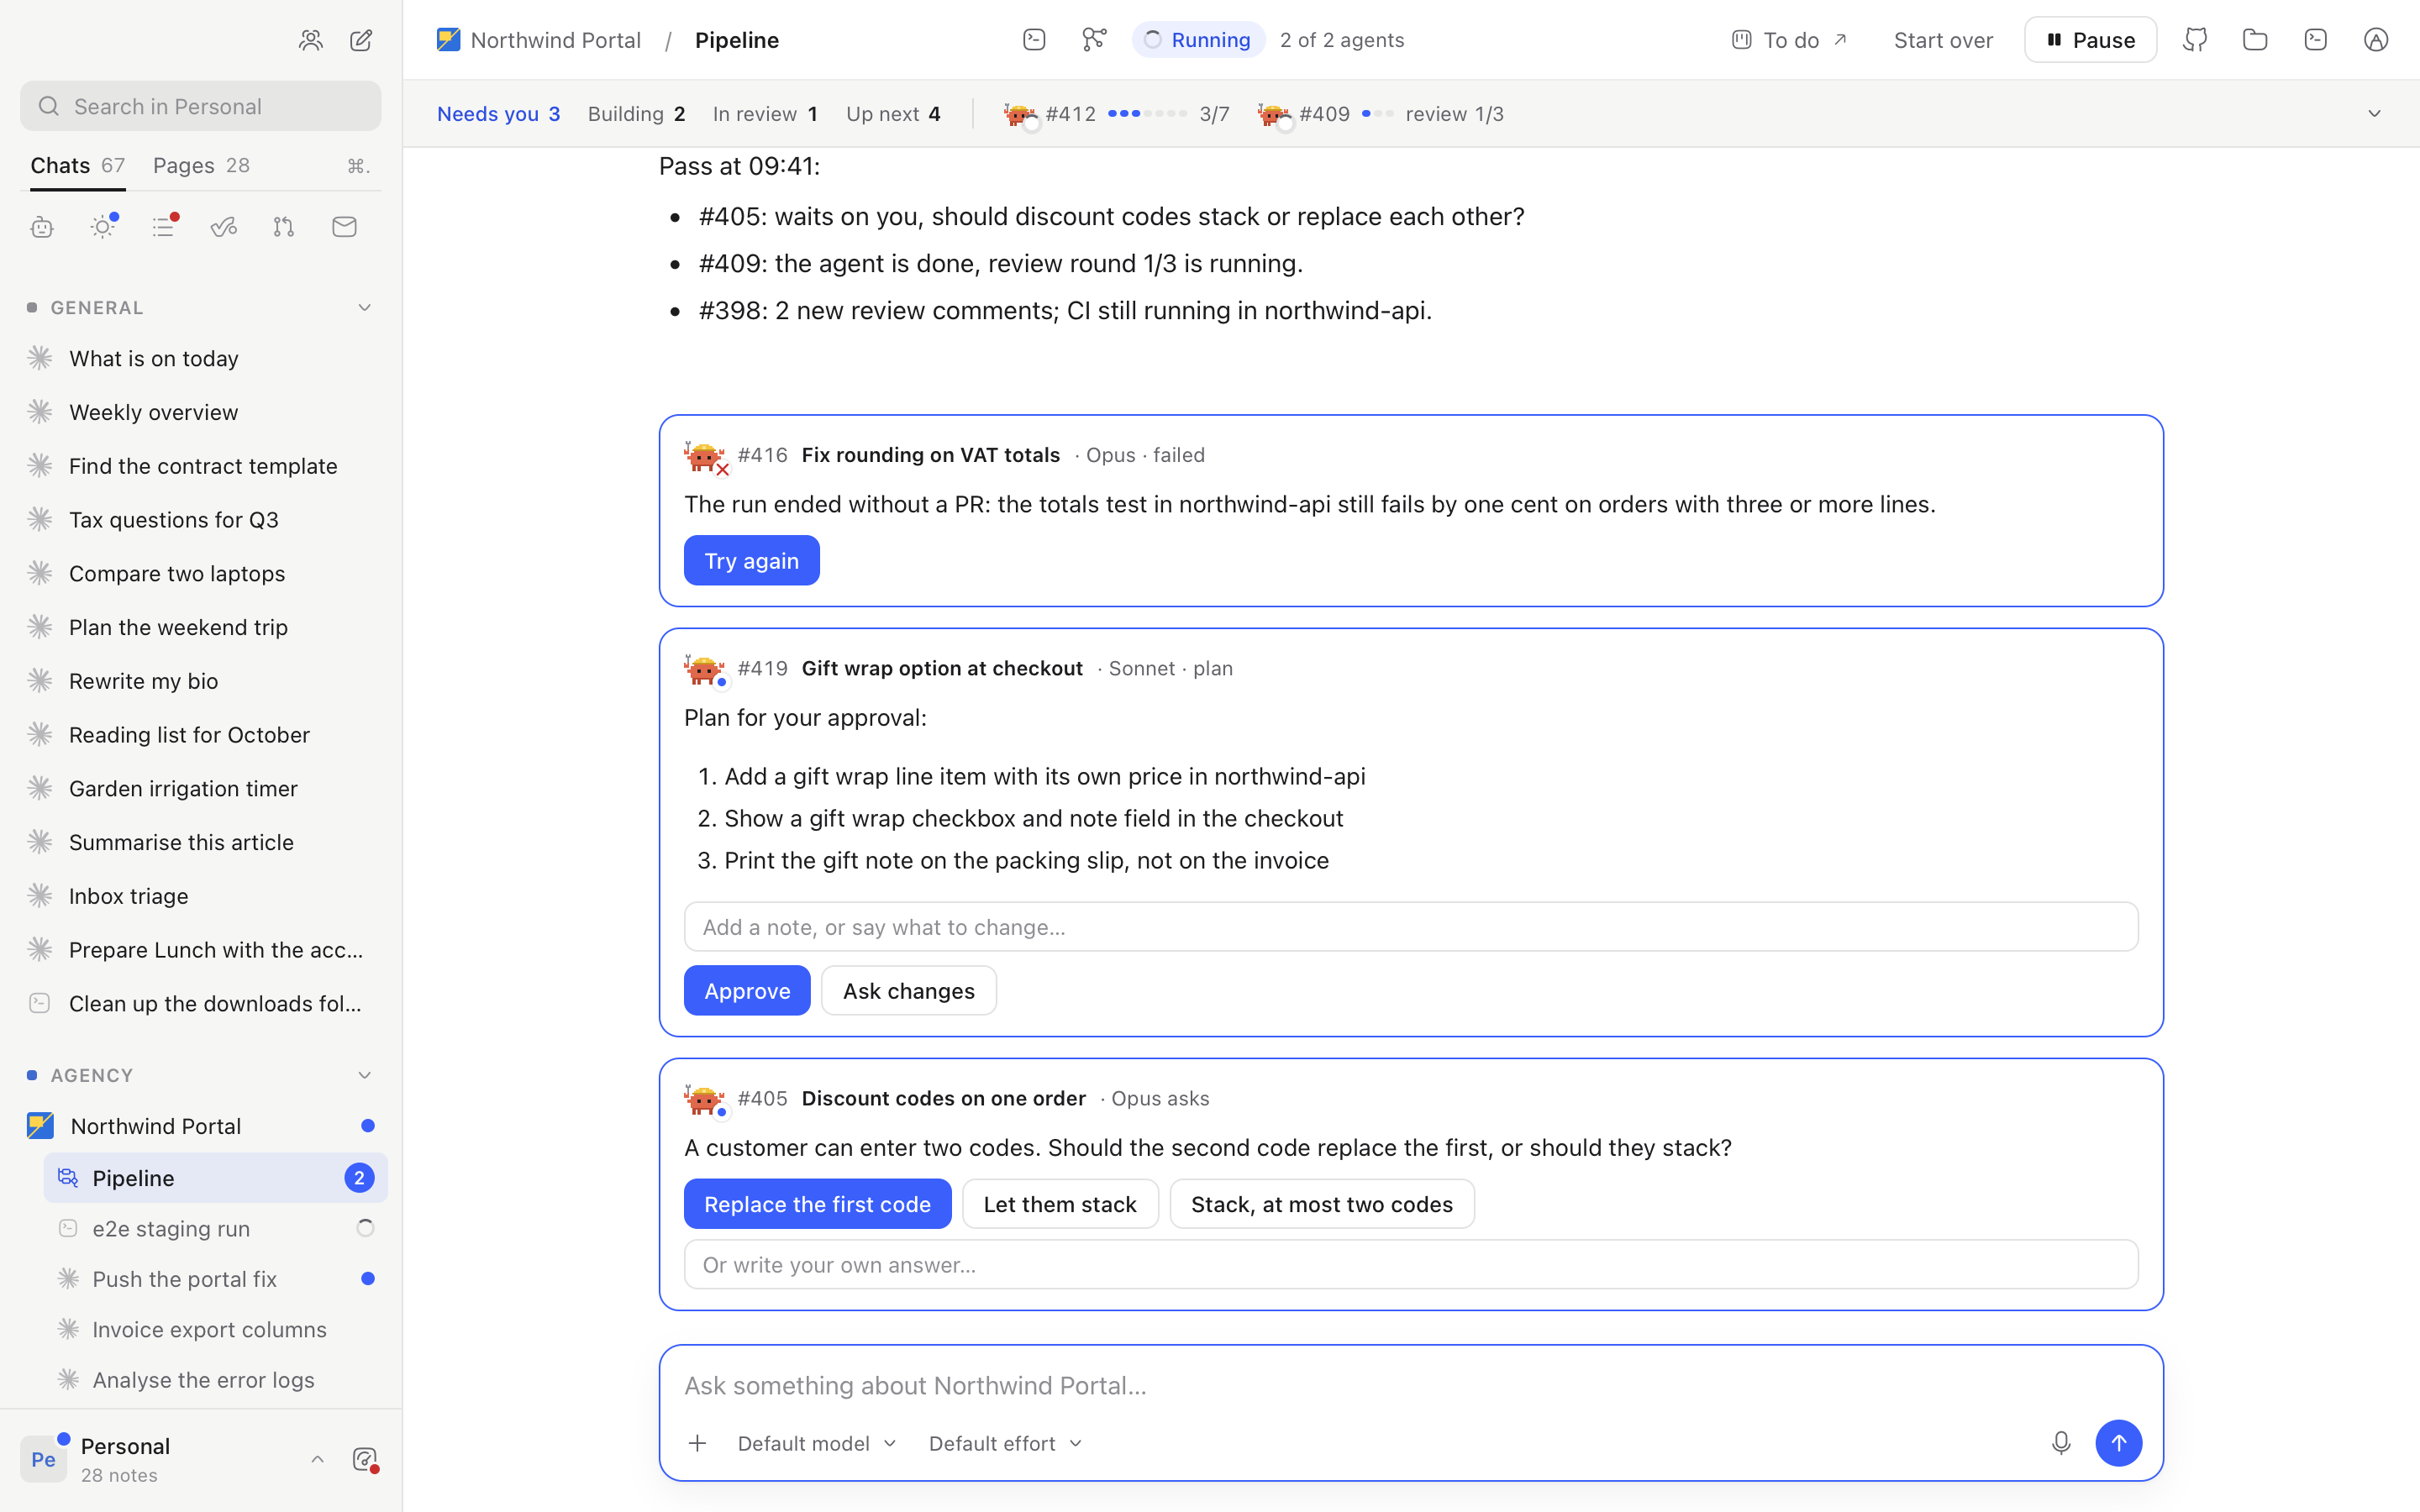 Search in Personal
Chats 67 Pages 28 ⌘.
GENERAL
What is on today
Weekly overview
Find the contract template
Tax questions for Q3
Compare two laptops
Plan the weekend trip
Rewrite my bio
Reading list for October
Garden irrigation timer
Summarise this article
Inbox triage
Prepare Lunch with the acc...
Clean up the downloads fol...
AGENCY
Northwind Portal
Pipeline 2
e2e staging run
Push the portal fix
Invoice export columns
Analyse the error logs
Pe Personal
28 notes
Northwind Portal / Pipeline
Running 2 of 2 agents
To do Start over Pause
Needs you 3 Building 2 In review 1 Up next 4 #412 3/7 #409 review 1/3
Pass at 09:41:
• #405: waits on you, should discount codes stack or replace each other?
• #409: the agent is done, review round 1/3 is running.
• #398: 2 new review comments; CI still running in northwind-api.
#416 Fix rounding on VAT totals · Opus · failed
The run ended without a PR: the totals test in northwind-api still fails by one cent on orders with three or more lines.
Try again
#419 Gift wrap option at checkout · Sonnet · plan
Plan for your approval:
1. Add a gift wrap line item with its own price in northwind-api
2. Show a gift wrap checkbox and note field in the checkout
3. Print the gift note on the packing slip, not on the invoice
Add a note, or say what to change...
Approve Ask changes
#405 Discount codes on one order · Opus asks
A customer can enter two codes. Should the second code replace the first, or should they stack?
Replace the first code Let them stack Stack, at most two codes
Or write your own answer...
Ask something about Northwind Portal...
Default model Default effort